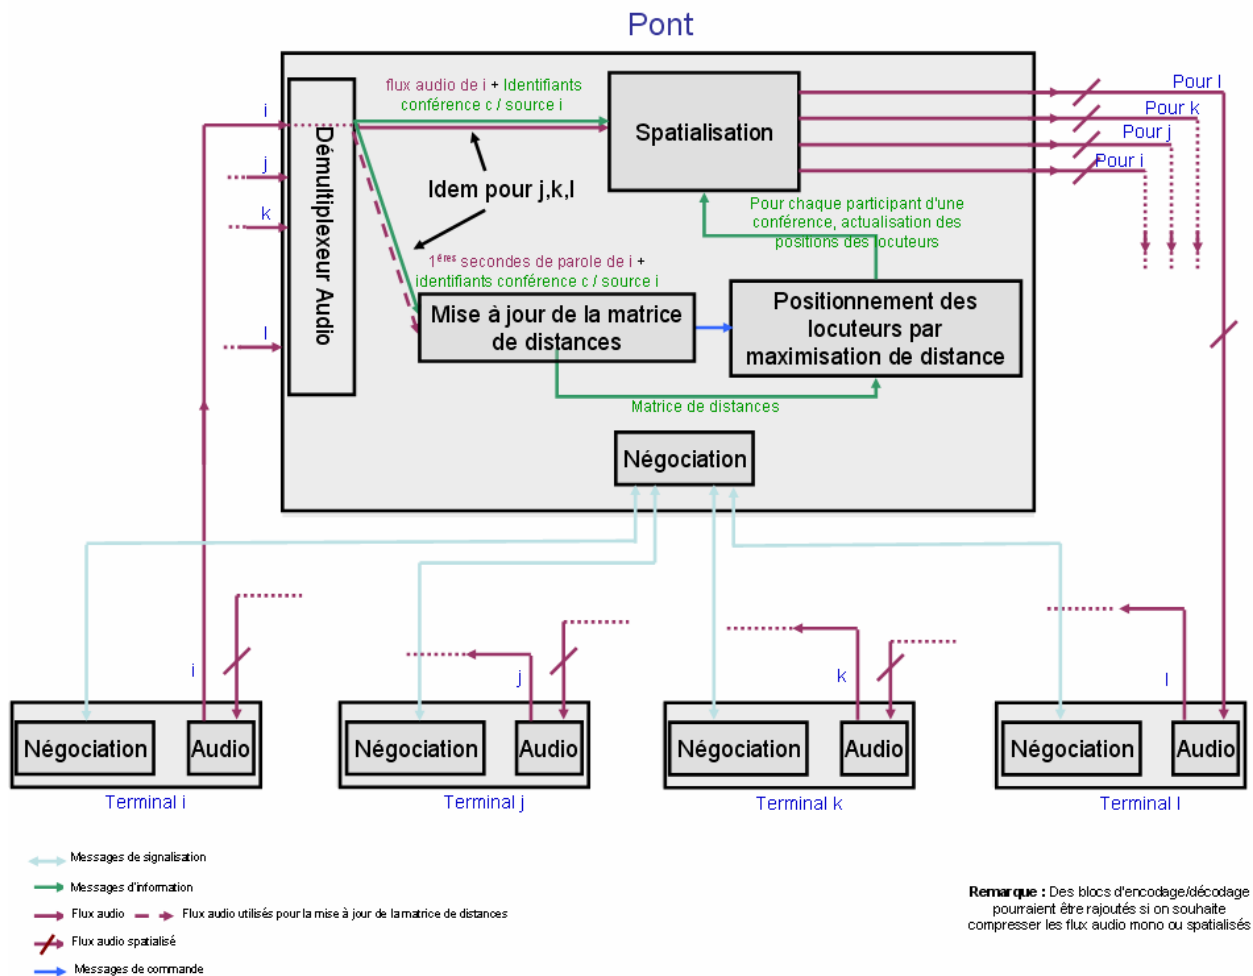 Pont
flux audio de i + Identifiants
conférence c / source i
Démultiplexeur Audio
i
j
k
l
Idem pour j,k,l
Spatialisation
Pour l
Pour k
Pour j
Pour i
Pour chaque participant d'une
conférence, actualisation des
positions des locuteurs
1ères secondes de parole de i +
identifiants conférence c / source i
Mise à jour de la matrice
de distances
Positionnement des
locuteurs par
maximisation de distance
Matrice de distances
Négociation
i
j
k
l
Négociation
Audio
Négociation
Audio
Négociation
Audio
Négociation
Audio
Terminal i
Terminal j
Terminal k
Terminal l
Messages de signalisation
Messages d'information
Flux audio
Flux audio utilisés pour la mise à jour de la matrice de distances
Flux audio spatialisé
Messages de commande
Remarque : Des blocs d'encodage/décodage
pourraient être rajoutés si on souhaite
compresser les flux audio mono ou spatialisés